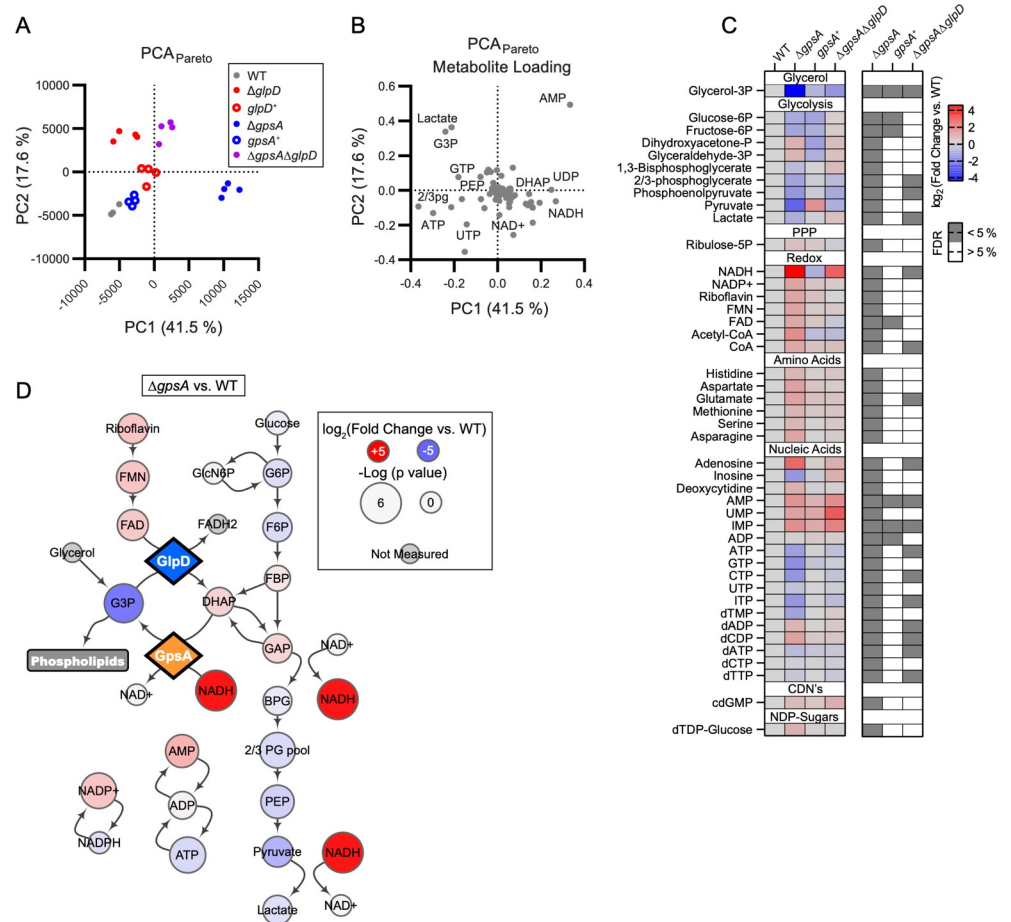 A
PCAPareto
WT
ΔglpD
glpD+
ΔgpsA
gpsA+
ΔgpsAΔglpD
10000
5000
0
-5000
-10000
PC2 (17.6 %)
-10000
-5000
0
5000
10000
15000
PC1 (41.5 %)
B
PCAPareto
Metabolite Loading
0.6
0.4
0.2
0.0
-0.2
-0.4
PC2 (17.6 %)
AMP
Lactate
G3P
GTP
PEP
DHAP
UDP
2/3pg
NADH
ATP
UTP
NAD+
-0.4
-0.2
0.0
0.2
0.4
PC1 (41.5 %)
C
WT
ΔgpsA
gpsA+
ΔgpsAΔglpD
ΔgpsA
gpsA+
ΔgpsAΔglpD
Glycerol
Glycerol-3P
Glycolysis
Glucose-6P
Fructose-6P
Dihydroxyacetone-P
Glyceraldehyde-3P
1,3-Bisphosphoglycerate
2/3-phosphoglycerate
Phosphoenolpyruvate
Pyruvate
Lactate
PPP
Ribulose-5P
Redox
NADH
NADP+
Riboflavin
FMN
FAD
Acetyl-CoA
CoA
Amino Acids
Histidine
Aspartate
Glutamate
Methionine
Serine
Asparagine
Nucleic Acids
Adenosine
Inosine
Deoxycytidine
AMP
UMP
IMP
ADP
ATP
GTP
CTP
UTP
ITP
dTMP
dADP
dCDP
dATP
dCTP
dTTP
CDN's
cdGMP
NDP-Sugars
dTDP-Glucose
4
2
0
-2
-4
log2(Fold Change vs. WT)
FDR
< 5 %
> 5 %
D
ΔgpsA vs. WT
Riboflavin
FMN
FAD
FADH2
Glycerol
GlpD
G3P
DHAP
GpsA
Phospholipids
NAD+
NADH
Glucose
GlcN6P
G6P
F6P
FBP
GAP
NAD+
NADH
BPG
2/3 PG pool
PEP
Pyruvate
NADH
Lactate
NAD+
AMP
ADP
ATP
NADP+
NADPH
log2(Fold Change vs. WT)
+5
-5
-Log (p value)
6
0
Not Measured